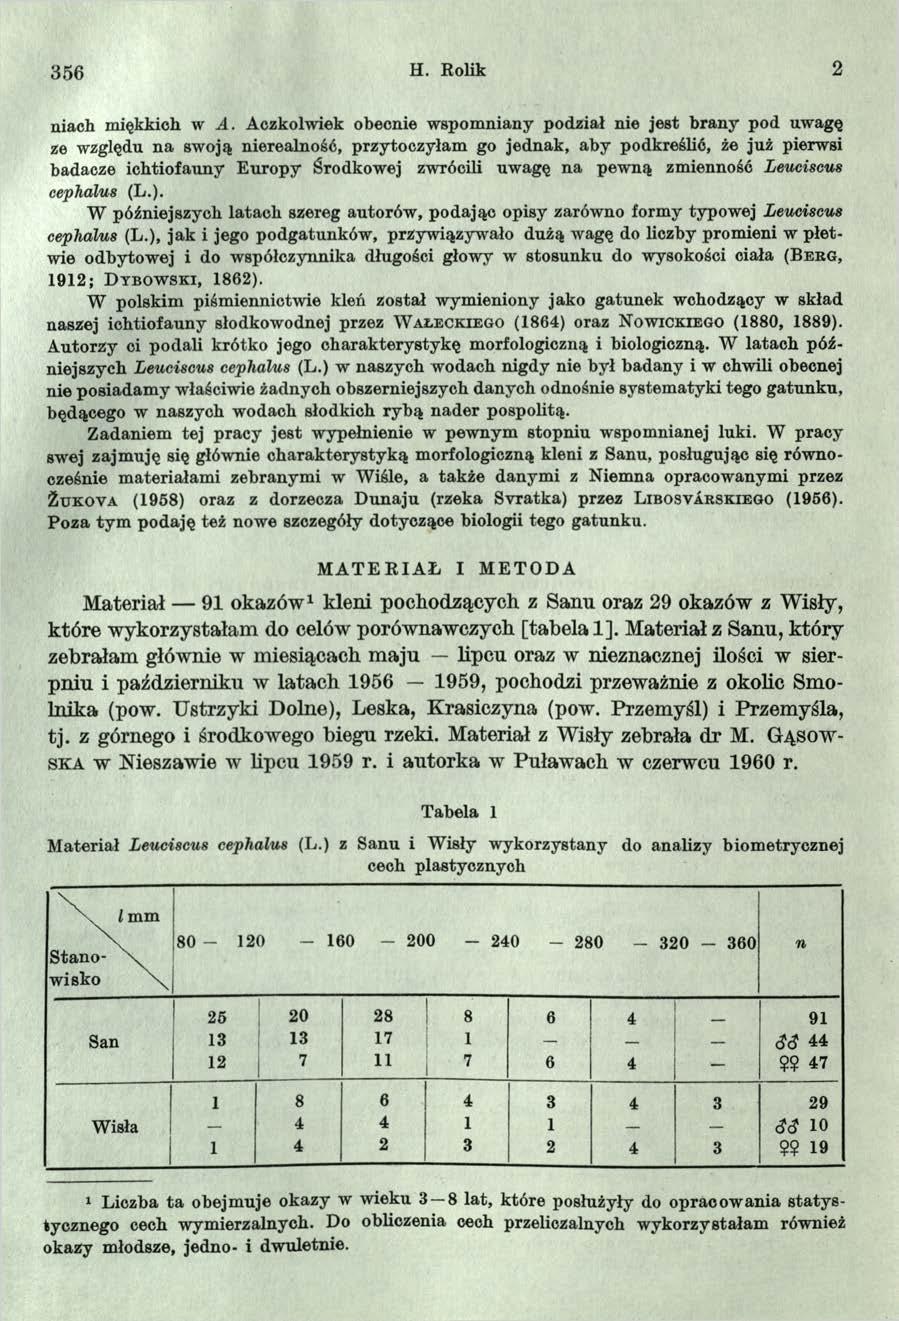 356
H. Rolik
2
niach miękkich w A. Aczkolwiek obecnie wspomniany podział nie jest brany pod uwagę
ze względu na swoją nierealność, przytoczyłam go jednak, aby podkreślić, że już pierwsi
badacze ichtiofauny Europy Środkowej zwrócili uwagę na pewną zmienność Leuciscus
cephalus (L.).
W późniejszych latach szereg autorów, podając opisy zarówno formy typowej Leuciscus
cephalus (L.), jak i jego podgatunków, przywiązywało dużą wagę do liczby promieni w płet-
wie odbytowej i do współczynnika długości głowy w stosunku do wysokości ciała (BERG,
1912; DYBOWSKI, 1862).
W polskim piśmiennictwie kleń został wymieniony jako gatunek wchodzący w skład
naszej ichtiofauny słodkowodnej przez WAŁECKIEGO (1864) oraz NOWICKIEGO (1880, 1889).
Autorzy ci podali krótko jego charakterystykę morfologiczną i biologiczną. W latach póź-
niejszych Leuciscus cephalus (L.) w naszych wodach nigdy nie był badany i w chwili obecnej
nie posiadamy właściwie żadnych obszerniejszych danych odnośnie systematyki tego gatunku,
będącego w naszych wodach słodkich rybą nader pospolitą.
Zadaniem tej pracy jest wypełnienie w pewnym stopniu wspomnianej luki. W pracy
swej zajmuję się głównie charakterystyką morfologiczną kleni z Sanu, posługując się równo-
cześnie materiałami zebranymi w Wiśle, a także danymi z Niemna opracowanymi przez
ŽUKOVA (1958) oraz z dorzecza Dunaju (rzeka Svratka) przez LIBOSVÁRSKIEGO (1956).
Poza tym podaję też nowe szczegóły dotyczące biologii tego gatunku.
MATERIAŁ I METODA
Materiał — 91 okazów¹ kleni pochodzących z Sanu oraz 29 okazów z Wisły,
które wykorzystałam do celów porównawczych [tabela 1]. Materiał z Sanu, który
zebrałam głównie w miesiącach maju — lipcu oraz w nieznacznej ilości w sier-
pniu i październiku w latach 1956 — 1959, pochodzi przeważnie z okolic Smo-
lnika (pow. Ustrzyki Dolne), Leska, Krasiczyna (pow. Przemyśl) i Przemyśla,
tj. z górnego i środkowego biegu rzeki. Materiał z Wisły zebrała dr M. GĄSOW-
SKA w Nieszawie w lipcu 1959 r. i autorka w Puławach w czerwcu 1960 r.
Tabela 1
Materiał Leuciscus cephalus (L.) z Sanu i Wisły wykorzystany do analizy biometrycznej
cech plastycznych
l mm
80 — 120 — 160 — 200 — 240 — 280 — 320 — 360 n
Stano-
wisko
25 20 28 8 6 4 — 91
San 13 13 17 1 — — — ♂♂ 44
12 7 11 7 6 4 — ♀♀ 47
1 8 6 4 3 4 3 29
Wisła — 4 4 1 1 — — ♂♂ 10
1 4 2 3 2 4 3 ♀♀ 19
¹ Liczba ta obejmuje okazy w wieku 3—8 lat, które posłużyły do opracowania statys-
tycznego cech wymierzalnych. Do obliczenia cech przeliczalnych wykorzystałam również
okazy młodsze, jedno- i dwuletnie.